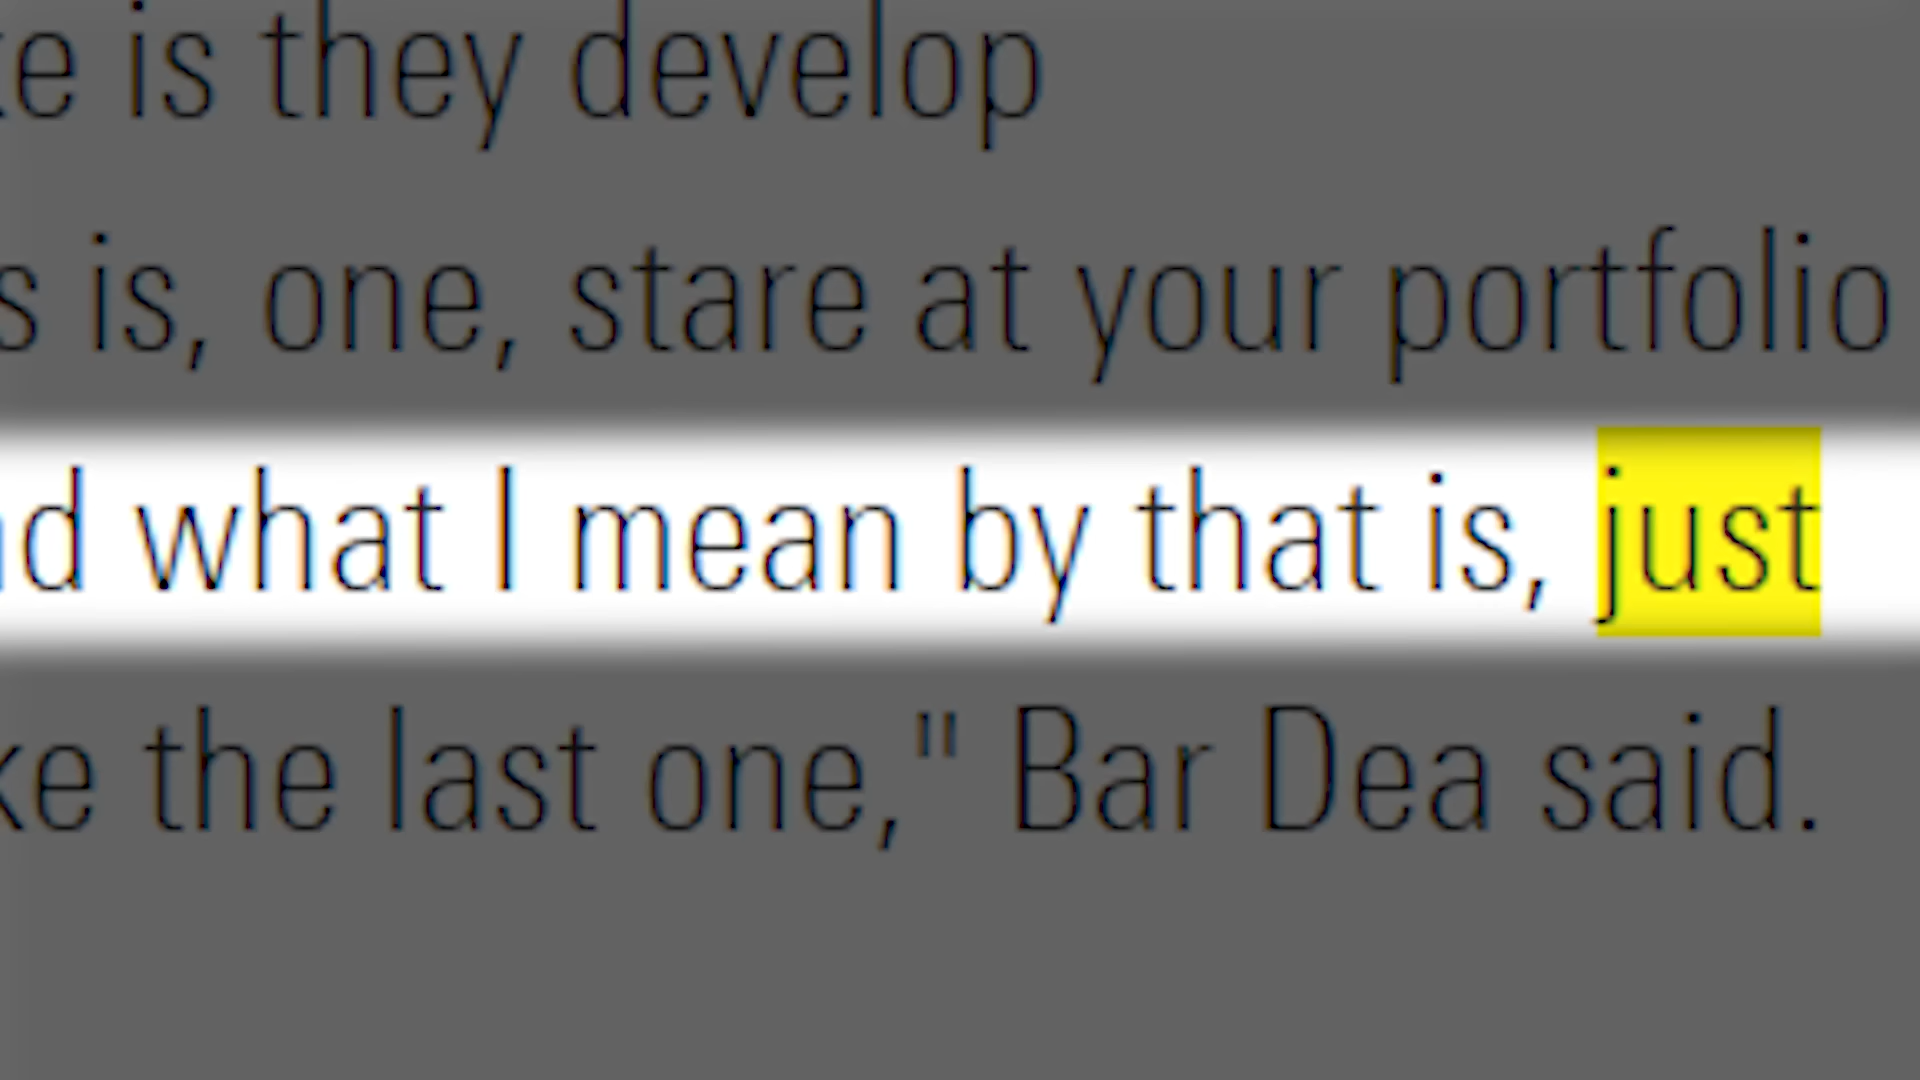 is they develop
is, one, stare at your portfolio
what I mean by that is, just
the last one," Bar Dea said.